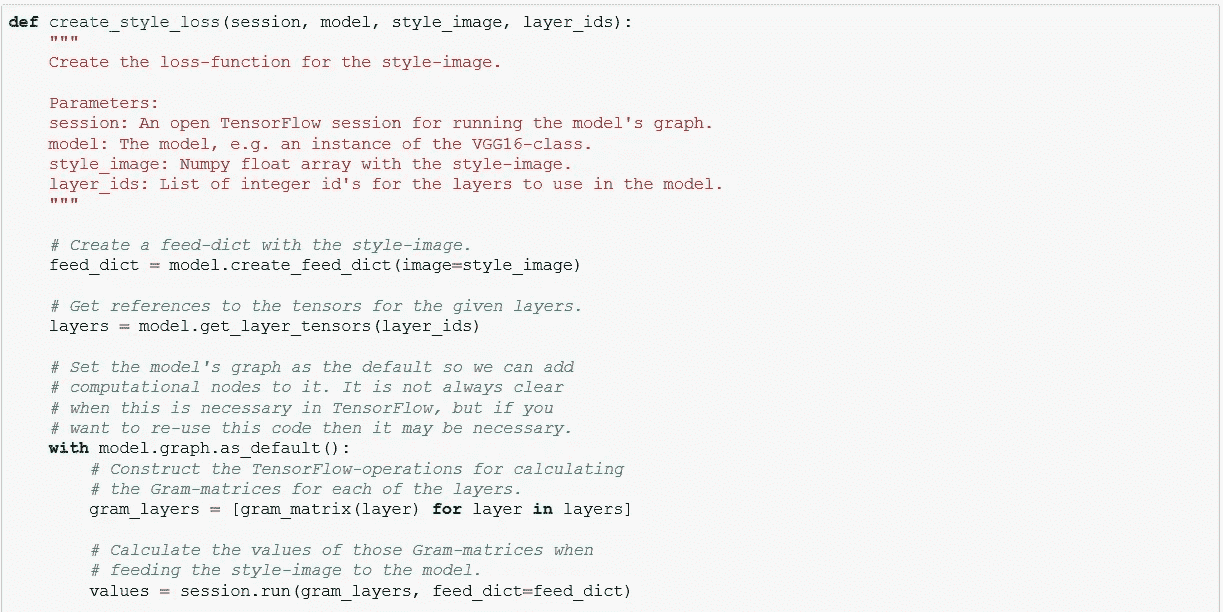 def create_style_loss(session, model, style_image, layer_ids):
    """
    Create the loss-function for the style-image.

    Parameters:
    session: An open TensorFlow session for running the model's graph.
    model: The model, e.g. an instance of the VGG16-class.
    style_image: Numpy float array with the style-image.
    layer_ids: List of integer id's for the layers to use in the model.
    """

    # Create a feed-dict with the style-image.
    feed_dict = model.create_feed_dict(image=style_image)

    # Get references to the tensors for the given layers.
    layers = model.get_layer_tensors(layer_ids)

    # Set the model's graph as the default so we can add
    # computational nodes to it. It is not always clear
    # when this is necessary in TensorFlow, but if you
    # want to re-use this code then it may be necessary.
    with model.graph.as_default():
        # Construct the TensorFlow-operations for calculating
        # the Gram-matrices for each of the layers.
        gram_layers = [gram_matrix(layer) for layer in layers]

        # Calculate the values of those Gram-matrices when
        # feeding the style-image to the model.
        values = session.run(gram_layers, feed_dict=feed_dict)